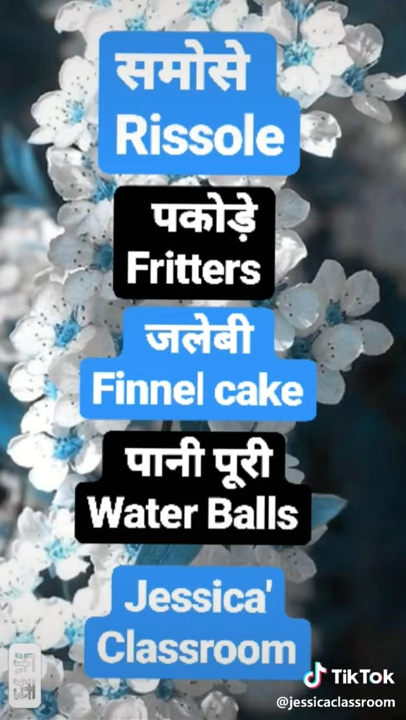 समोसे
Rissole
पकोड़े
Fritters
जलेबी
Finnel cake
पानी पूरी
Water Balls
Jessica'
Classroom
TikTok
@jessicaclassroom